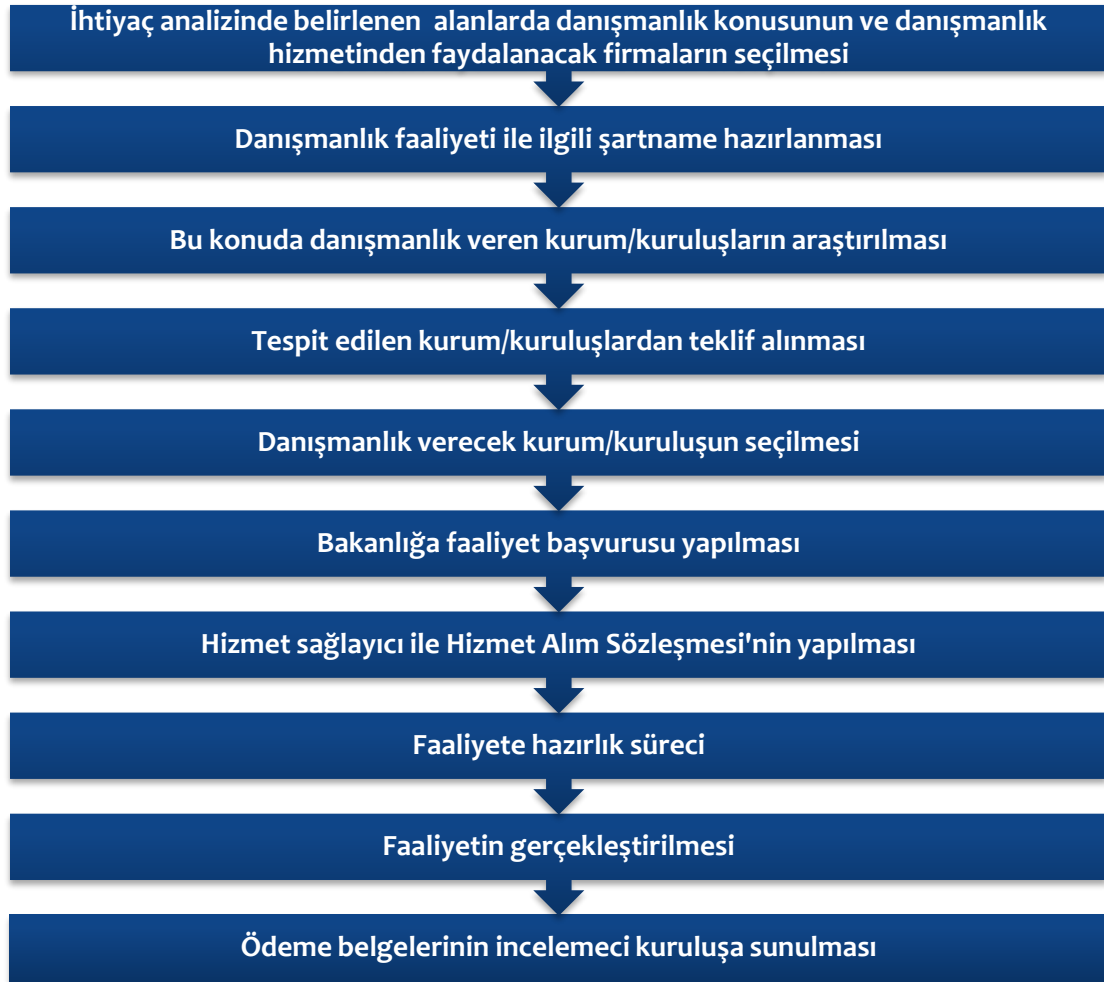 İhtiyaç analizinde belirlenen alanlarda danışmanlık konusunun ve danışmanlık
hizmetinden faydalanacak firmaların seçilmesi
Danışmanlık faaliyeti ile ilgili şartname hazırlanması
Bu konuda danışmanlık veren kurum/kuruluşların araştırılması
Tespit edilen kurum/kuruluşlardan teklif alınması
Danışmanlık verecek kurum/kuruluşun seçilmesi
Bakanlığa faaliyet başvurusu yapılması
Hizmet sağlayıcı ile Hizmet Alım Sözleşmesi'nin yapılması
Faaliyete hazırlık süreci
Faaliyetin gerçekleştirilmesi
Ödeme belgelerinin incelemeci kuruluşa sunulması